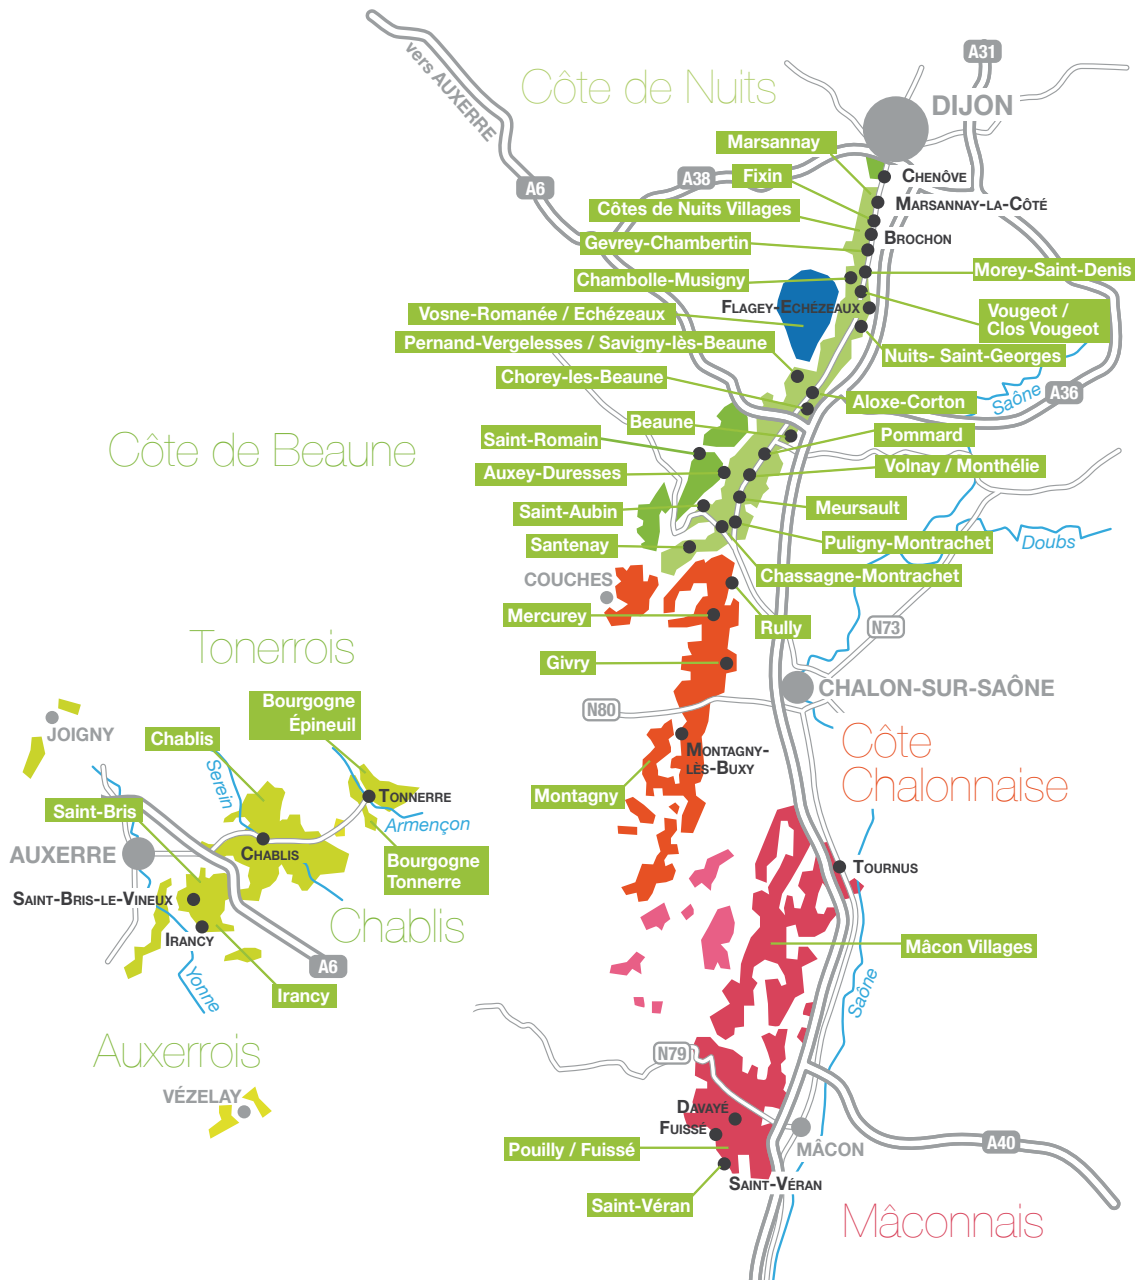 A31
vers AUXERRE
Côte de Nuits
DIJON
Marsannay
A38
Fixin
CHENÔVE
A6
MARSANNAY-LA-CÔTÉ
Côtes de Nuits Villages
BROCHON
Gevrey-Chambertin
Morey-Saint-Denis
Chambolle-Musigny
FLAGEY-ECHÉZEAUX
Vosne-Romanée / Echézeaux
Vougeot /
Clos Vougeot
Pernand-Vergelesses / Savigny-lès-Beaune
Nuits- Saint-Georges
Chorey-les-Beaune
Saône
A36
Aloxe-Corton
Beaune
Saint-Romain
Pommard
Côte de Beaune
Auxey-Duresses
Volnay / Monthélie
Saint-Aubin
Meursault
Santenay
Puligny-Montrachet
Doubs
COUCHES
Chassagne-Montrachet
Mercurey
Rully
N73
Tonerrois
Givry
CHALON-SUR-SAÔNE
Bourgogne
Épineuil
N80
JOIGNY
Chablis
Côte
Chalonnaise
MONTAGNY-
LÈS-BUXY
Serein
Montagny
TONNERRE
Saint-Bris
Armençon
AUXERRE
CHABLIS
Bourgogne
Tonnerre
TOURNUS
SAINT-BRIS-LE-VINEUX
Chablis
IRANCY
Mâcon Villages
A6
Yonne
Irancy
Saône
Auxerrois
N79
VÉZELAY
DAVAYÉ
FUISSÉ
Pouilly / Fuissé
MÂCON
A40
SAINT-VÉRAN
Saint-Véran
Mâconnais